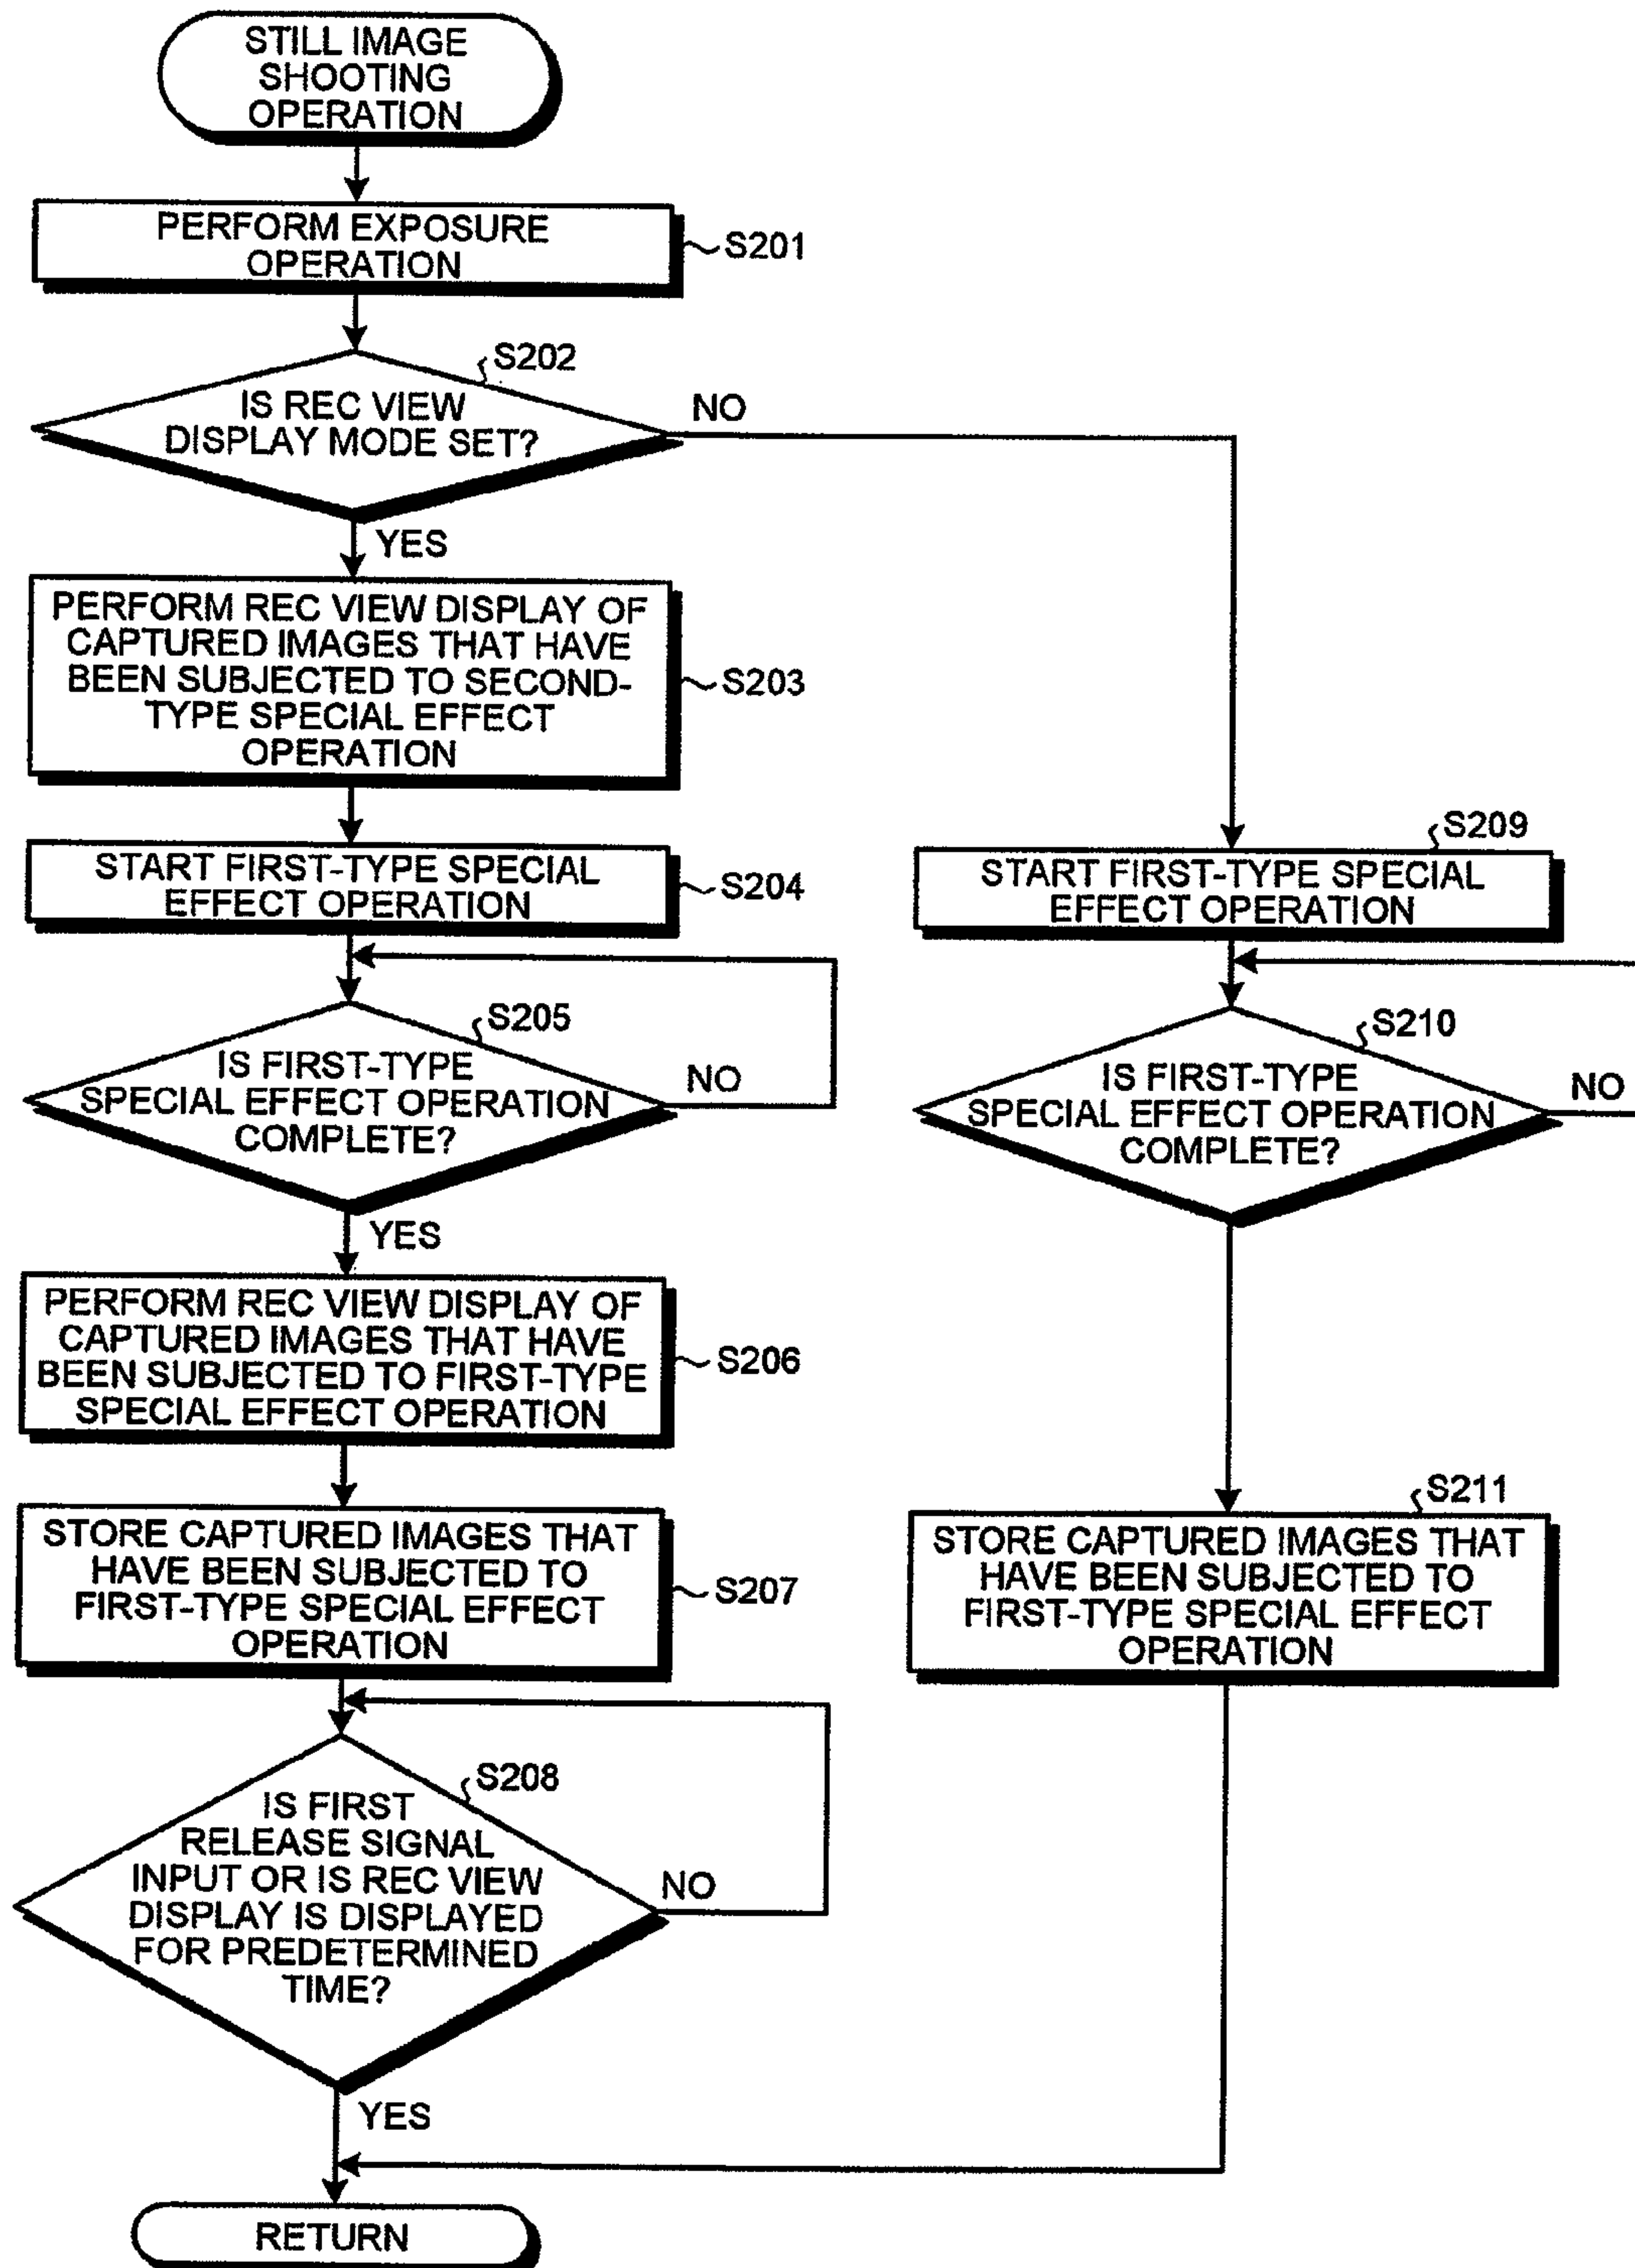 STILL IMAGE
SHOOTING
OPERATION
PERFORM EXPOSURE
OPERATION
S201
S202
IS REC VIEW
DISPLAY MODE SET?
NO
YES
PERFORM REC VIEW DISPLAY OF
CAPTURED IMAGES THAT HAVE
BEEN SUBJECTED TO SECOND-
TYPE SPECIAL EFFECT
OPERATION
S203
START FIRST-TYPE SPECIAL
EFFECT OPERATION
S204
S205
IS FIRST-TYPE
SPECIAL EFFECT OPERATION
COMPLETE?
NO
YES
PERFORM REC VIEW DISPLAY OF
CAPTURED IMAGES THAT HAVE
BEEN SUBJECTED TO FIRST-TYPE
SPECIAL EFFECT OPERATION
S206
STORE CAPTURED IMAGES THAT
HAVE BEEN SUBJECTED TO
FIRST-TYPE SPECIAL EFFECT
OPERATION
S207
S208
IS FIRST
RELEASE SIGNAL
INPUT OR IS REC VIEW
DISPLAY IS DISPLAYED
FOR PREDETERMINED
TIME?
NO
YES
S209
START FIRST-TYPE SPECIAL
EFFECT OPERATION
S210
IS FIRST-TYPE
SPECIAL EFFECT OPERATION
COMPLETE?
NO
S211
STORE CAPTURED IMAGES THAT
HAVE BEEN SUBJECTED TO
FIRST-TYPE SPECIAL EFFECT
OPERATION
RETURN